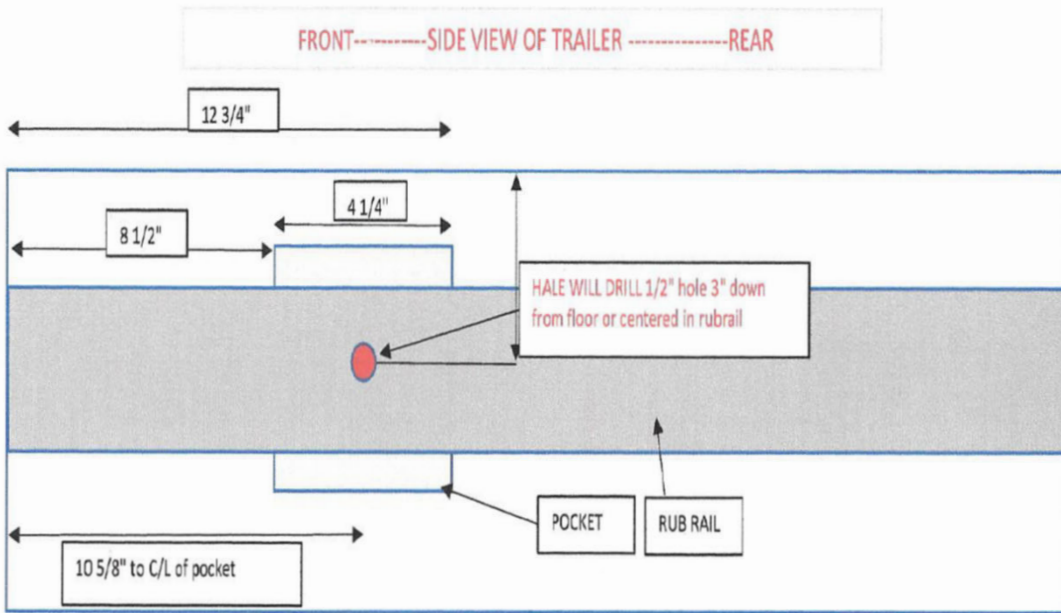 FRONT--------SIDE VIEW OF TRAILER -------------REAR
12 3/4"
4 1/4"
8 1/2"
HALE WILL DRILL 1/2" hole 3" down
from floor or centered in rubrail
POCKET
RUB RAIL
10 5/8" to C/L of pocket